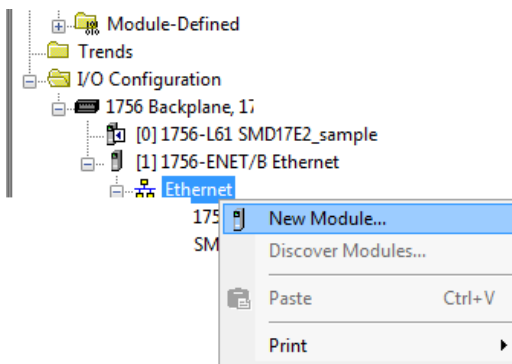 Module-Defined
Trends
I/O Configuration
1756 Backplane, 17
[0] 1756-L61 SMD17E2_sample
[1] 1756-ENET/B Ethernet
Ethernet
175
New Module...
SM
Discover Modules...
Paste Ctrl+V
Print